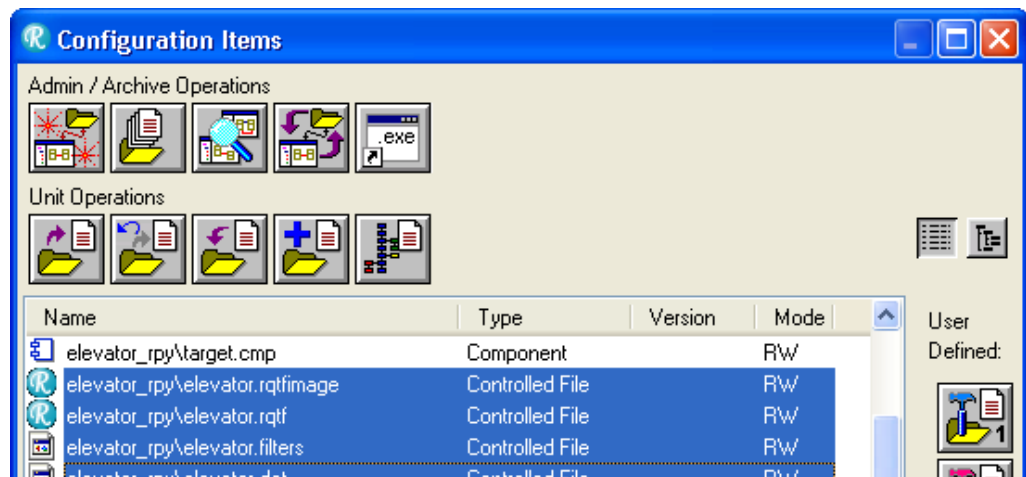 Configuration Items
Admin / Archive Operations
.exe
Unit Operations
Name Type Version Mode
User
Defined:
elevator_rpy\target.cmp Component RW
elevator_rpy\elevator.rqtfimage Controlled File RW
elevator_rpy\elevator.rqtf Controlled File RW
1
elevator_rpy\elevator.filters Controlled File RW